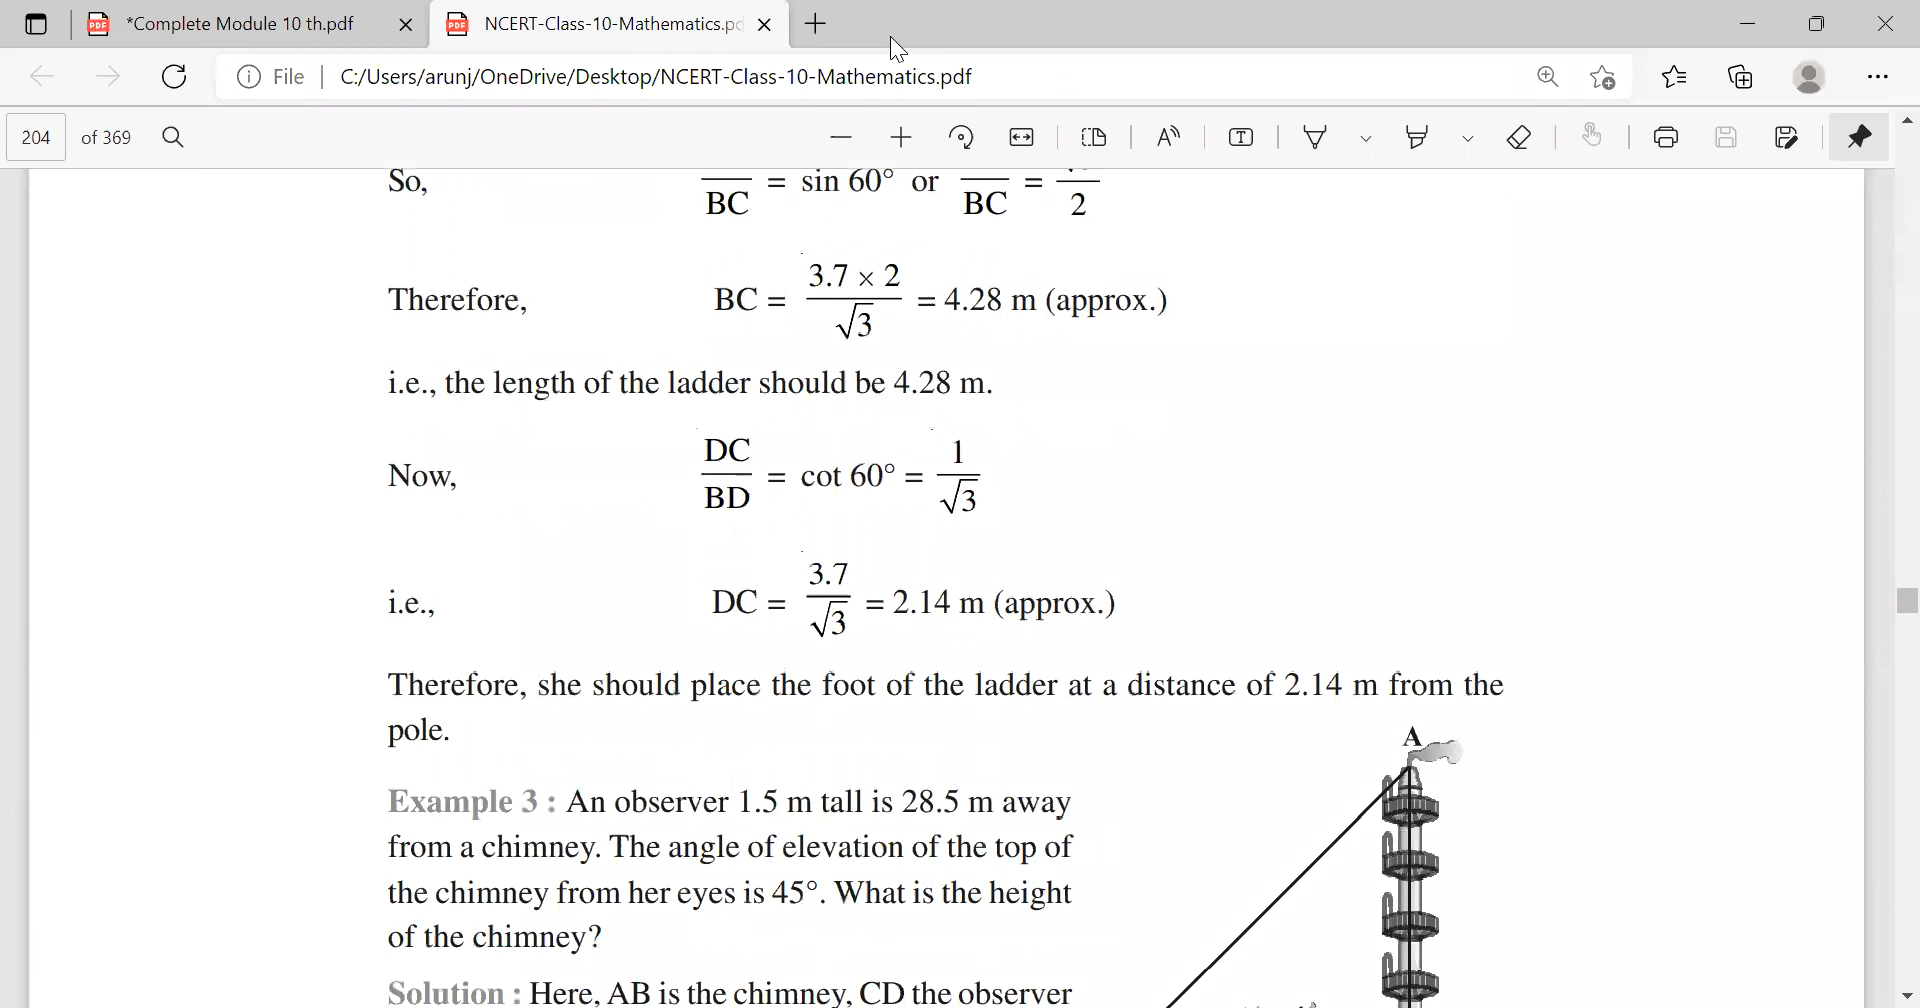 *Complete Module 10 th.pdf
NCERT-Class-10-Mathematics.pd
File
C:/Users/arunj/OneDrive/Desktop/NCERT-Class-10-Mathematics.pdf
204 of 369
So, BC = sin 60° or BC = 2
Therefore, BC = 3.7 × 2 / √3 = 4.28 m (approx.)
i.e., the length of the ladder should be 4.28 m.
Now, DC / BD = cot 60° = 1 / √3
i.e., DC = 3.7 / √3 = 2.14 m (approx.)
Therefore, she should place the foot of the ladder at a distance of 2.14 m from the
pole.
A
Example 3 : An observer 1.5 m tall is 28.5 m away
from a chimney. The angle of elevation of the top of
the chimney from her eyes is 45°. What is the height
of the chimney?
Solution : Here, AB is the chimney, CD the observer